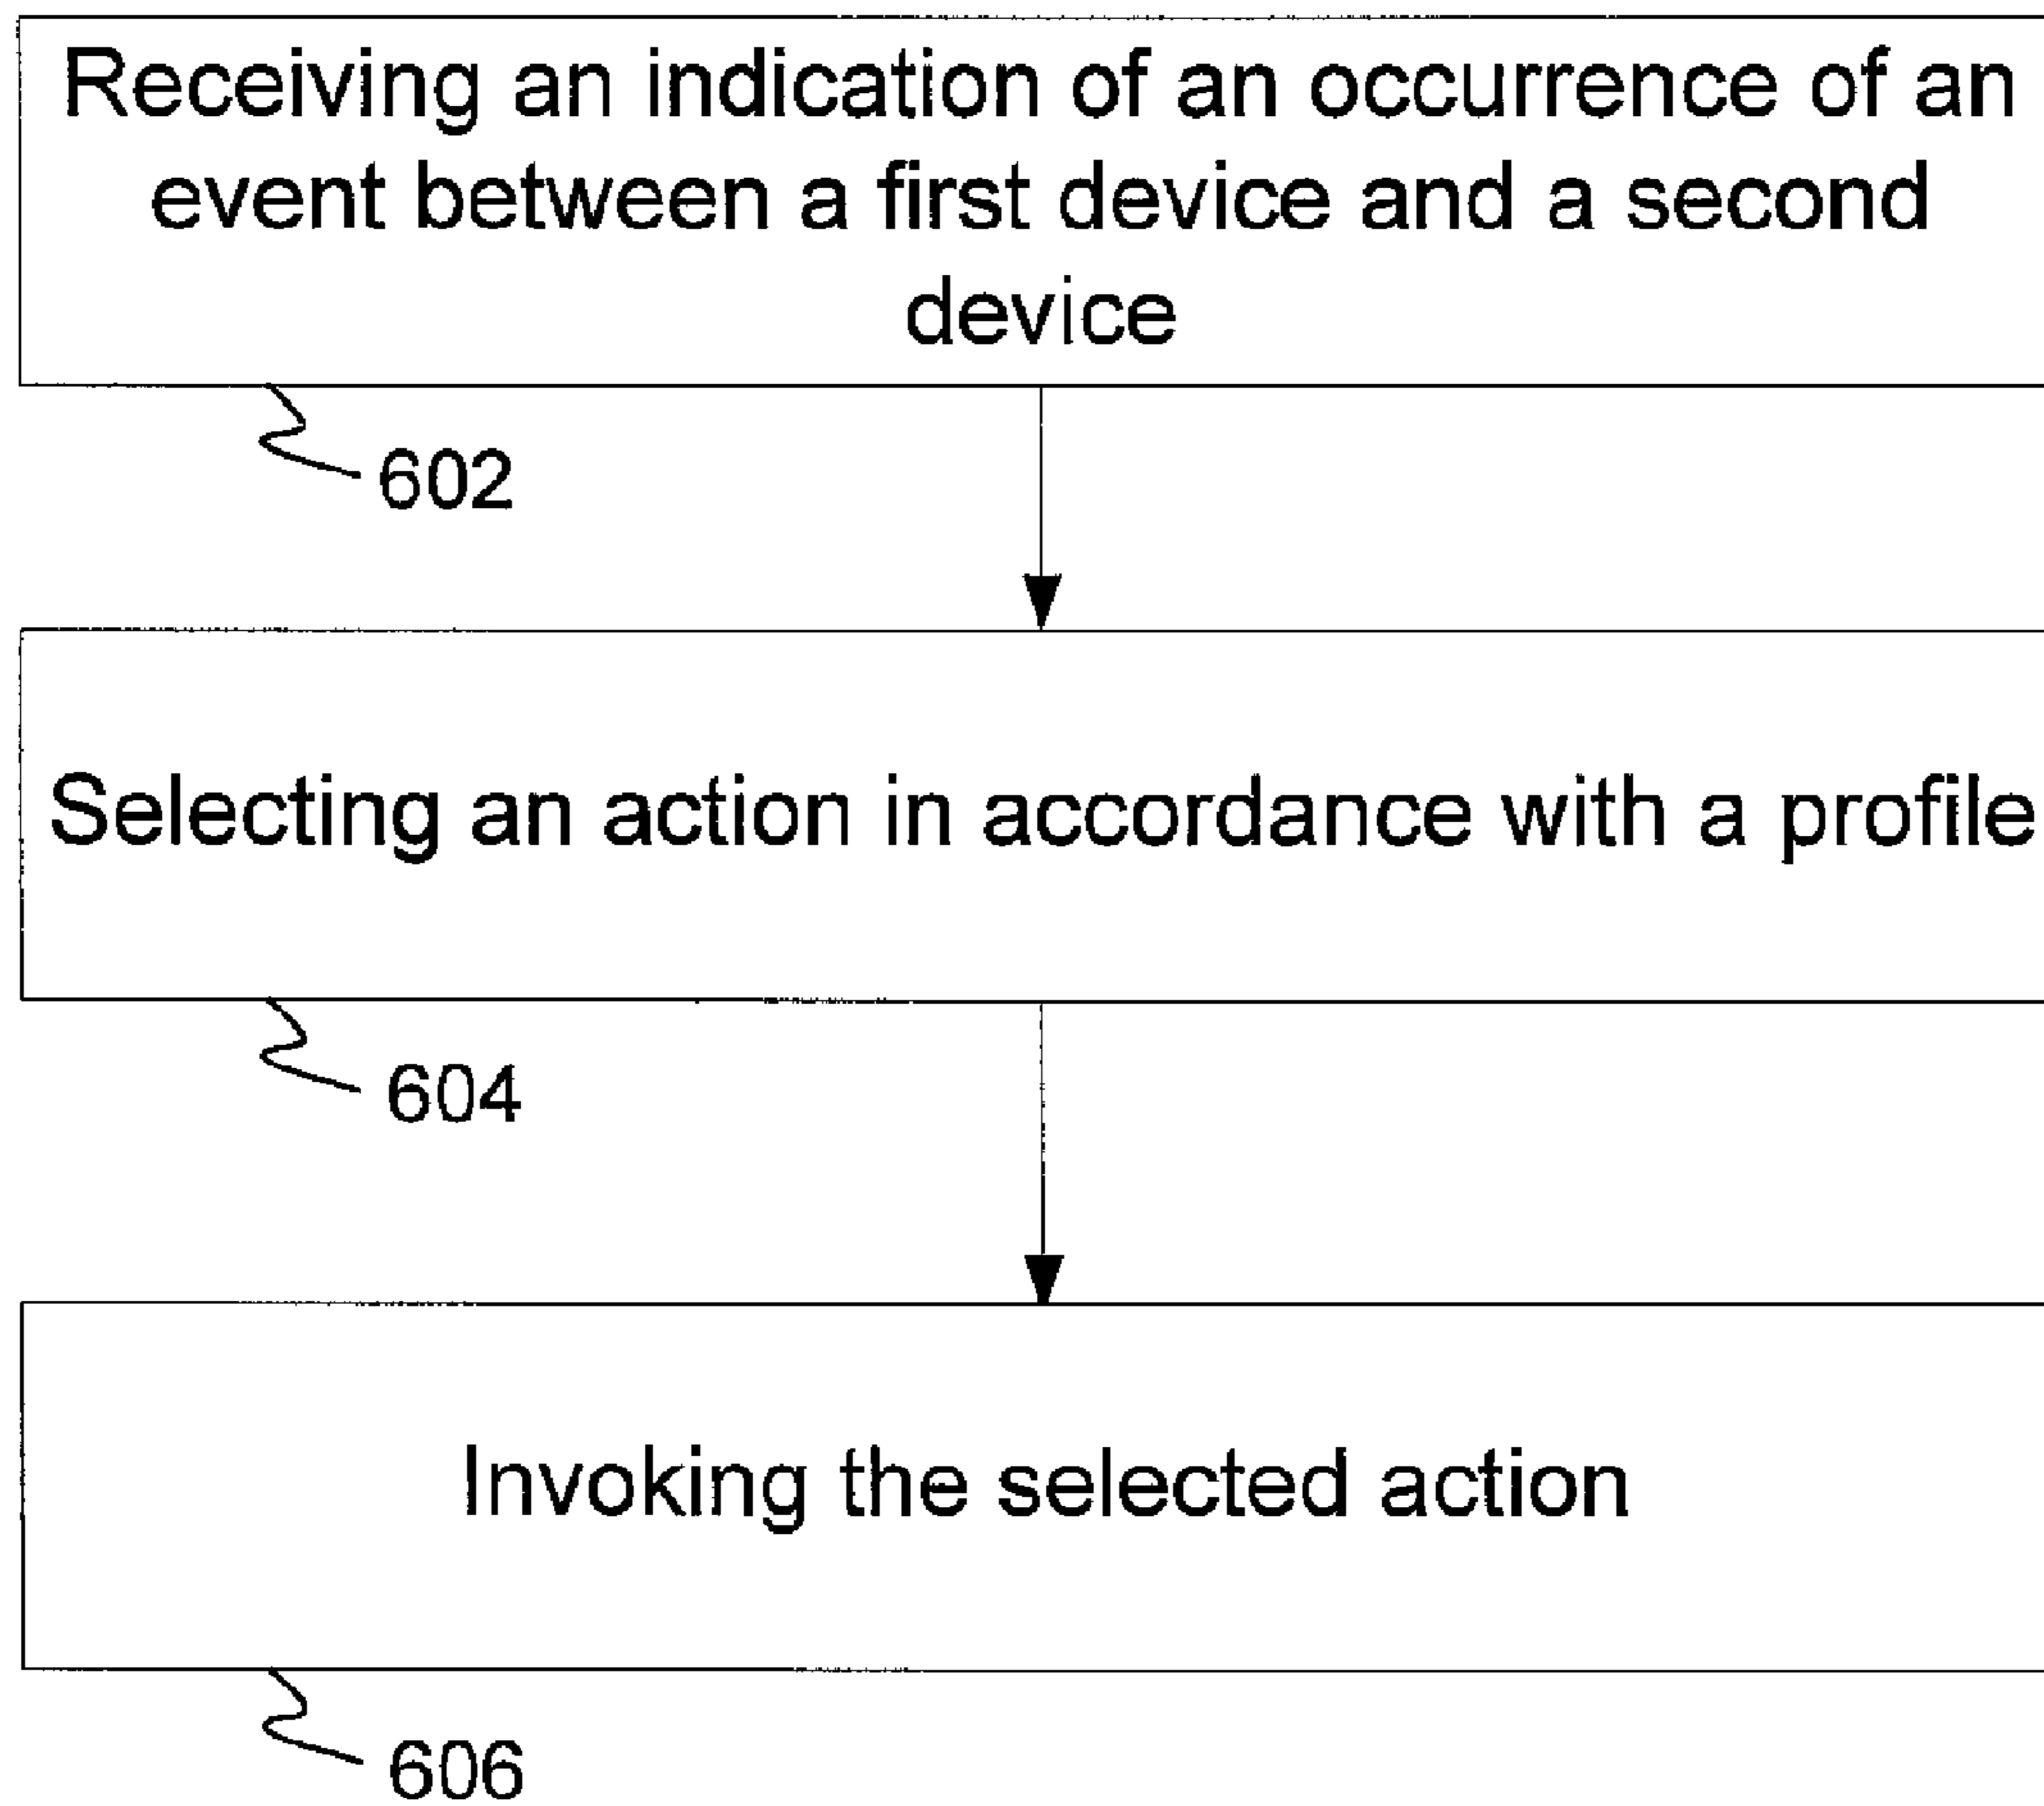 Receiving an indication of an occurrence of an
event between a first device and a second
device
602
Selecting an action in accordance with a profile
604
Invoking the selected action
606